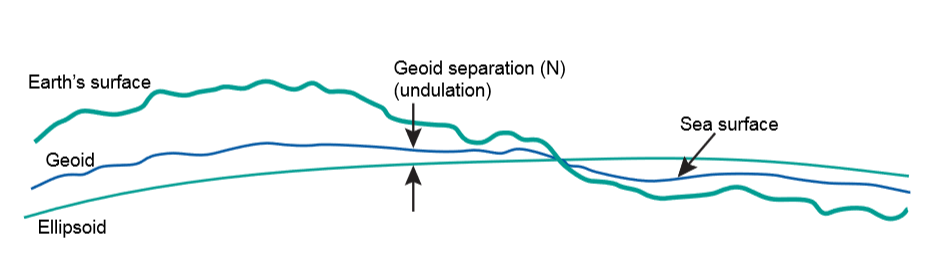 Geoid separation (N)
(undulation)
Earth's surface
Sea surface
Geoid
Ellipsoid